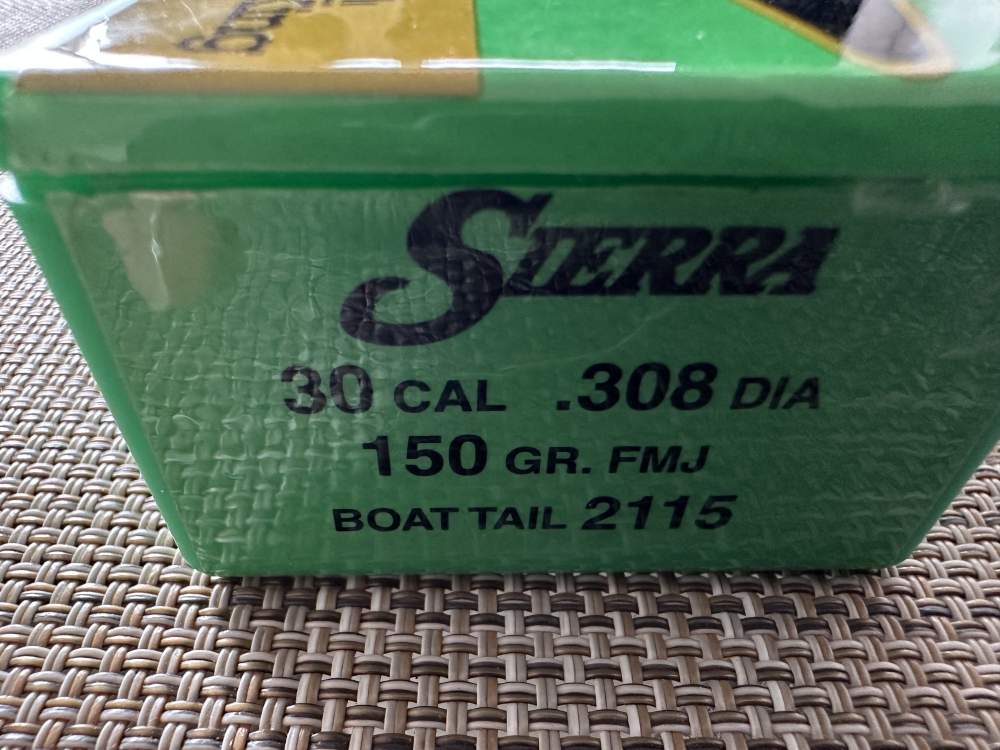 SIERRA
30 CAL .308 DIA
150 GR. FMJ
BOAT TAIL 2115